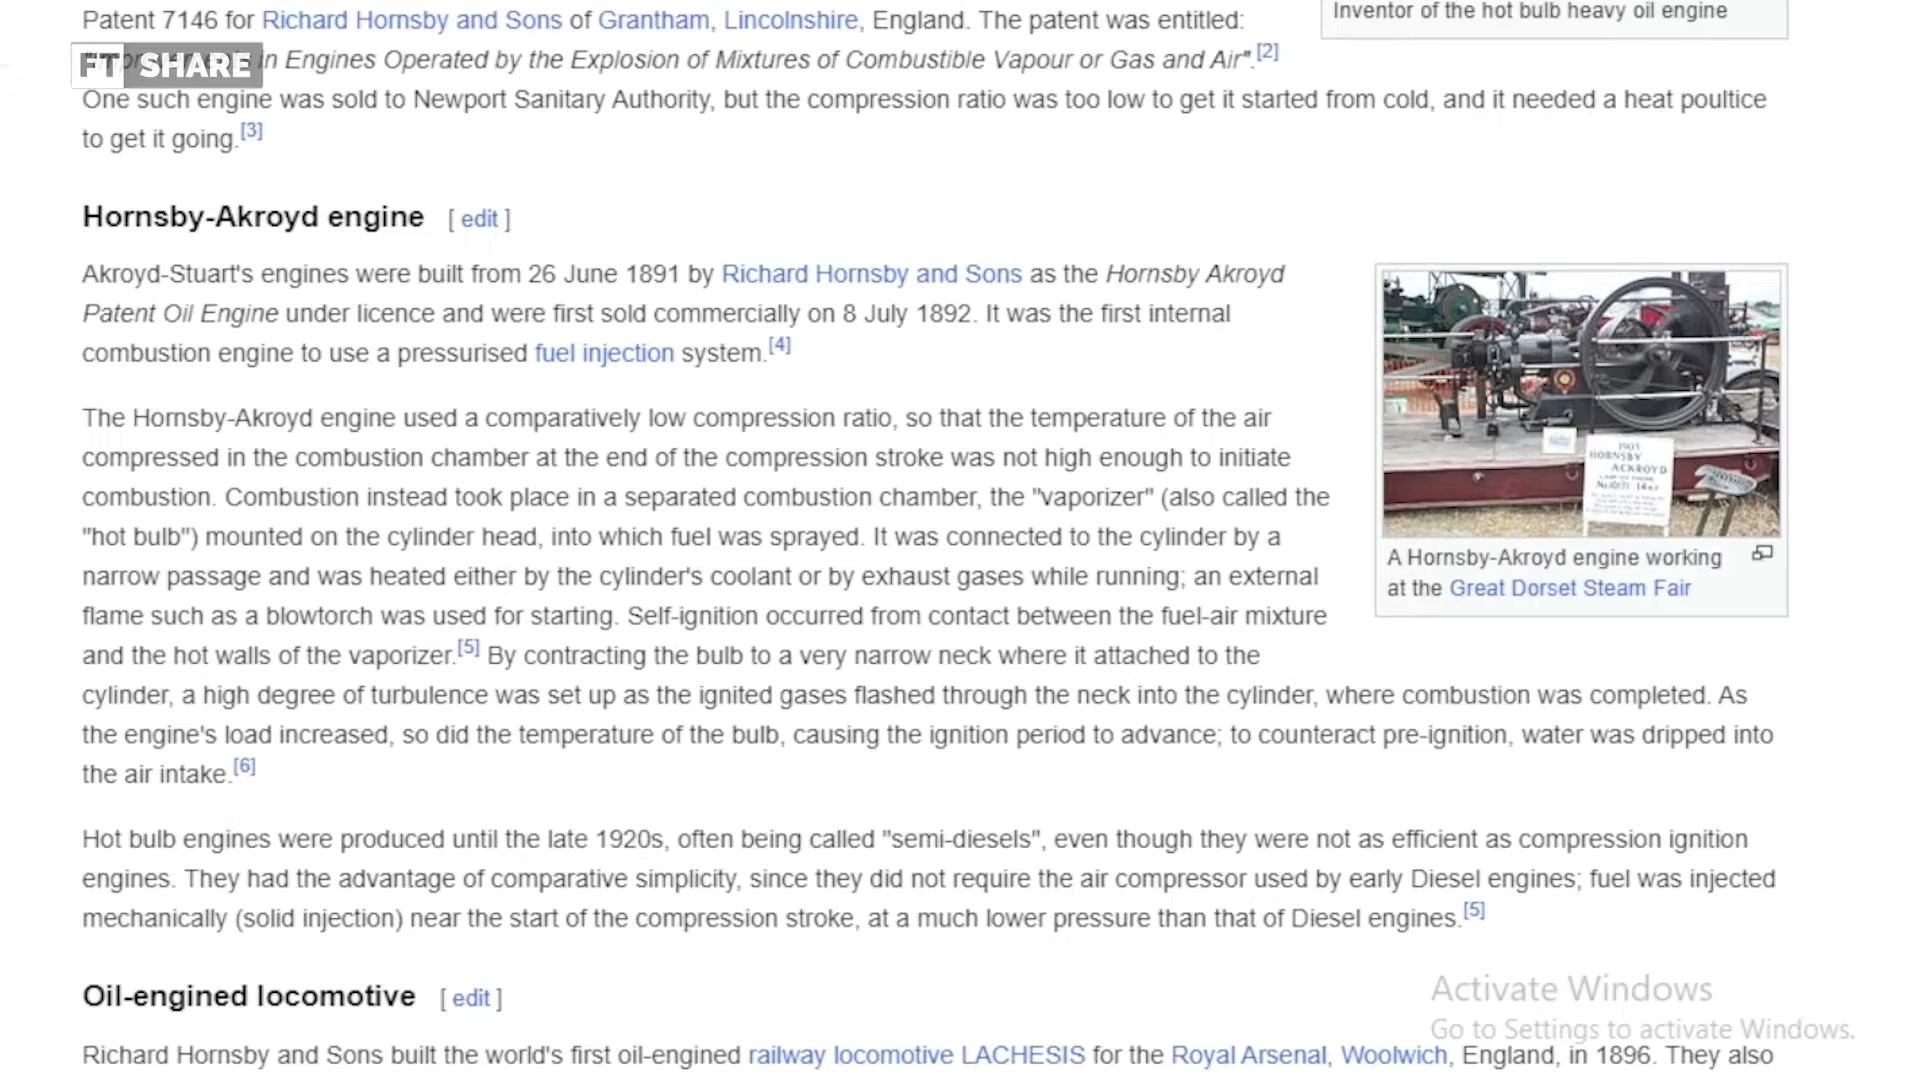 Patent 7146 for Richard Hornsby and Sons of Grantham, Lincolnshire, England. The patent was entitled:
Inventor of the hot bulb heavy oil engine
FT SHARE
in Engines Operated by the Explosion of Mixtures of Combustible Vapour or Gas and Air".[2]
One such engine was sold to Newport Sanitary Authority, but the compression ratio was too low to get it started from cold, and it needed a heat poultice
to get it going.[3]
Hornsby-Akroyd engine [ edit ]
Akroyd-Stuart's engines were built from 26 June 1891 by Richard Hornsby and Sons as the Hornsby Akroyd
Patent Oil Engine under licence and were first sold commercially on 8 July 1892. It was the first internal
combustion engine to use a pressurised fuel injection system.[4]
The Hornsby-Akroyd engine used a comparatively low compression ratio, so that the temperature of the air
compressed in the combustion chamber at the end of the compression stroke was not high enough to initiate
combustion. Combustion instead took place in a separated combustion chamber, the "vaporizer" (also called the
"hot bulb") mounted on the cylinder head, into which fuel was sprayed. It was connected to the cylinder by a
narrow passage and was heated either by the cylinder's coolant or by exhaust gases while running; an external
flame such as a blowtorch was used for starting. Self-ignition occurred from contact between the fuel-air mixture
and the hot walls of the vaporizer.[5] By contracting the bulb to a very narrow neck where it attached to the
cylinder, a high degree of turbulence was set up as the ignited gases flashed through the neck into the cylinder, where combustion was completed. As
the engine's load increased, so did the temperature of the bulb, causing the ignition period to advance; to counteract pre-ignition, water was dripped into
the air intake.[6]
1905
HORNSBY
ACKROYD
A Hornsby-Akroyd engine working
at the Great Dorset Steam Fair
Hot bulb engines were produced until the late 1920s, often being called "semi-diesels", even though they were not as efficient as compression ignition
engines. They had the advantage of comparative simplicity, since they did not require the air compressor used by early Diesel engines; fuel was injected
mechanically (solid injection) near the start of the compression stroke, at a much lower pressure than that of Diesel engines.[5]
Oil-engined locomotive [ edit ]
Richard Hornsby and Sons built the world's first oil-engined railway locomotive LACHESIS for the Royal Arsenal, Woolwich, England, in 1896. They also
Activate Windows
Go to Settings to activate Windows.